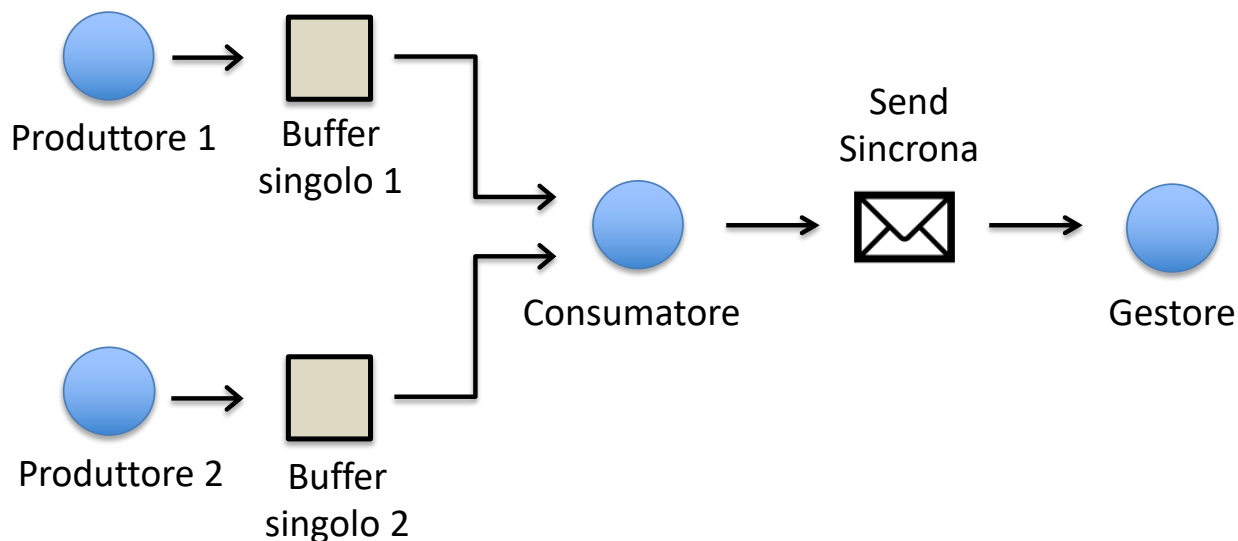 Produttore 1
Buffer
singolo 1
Send
Sincrona
Consumatore
Gestore
Produttore 2
Buffer
singolo 2